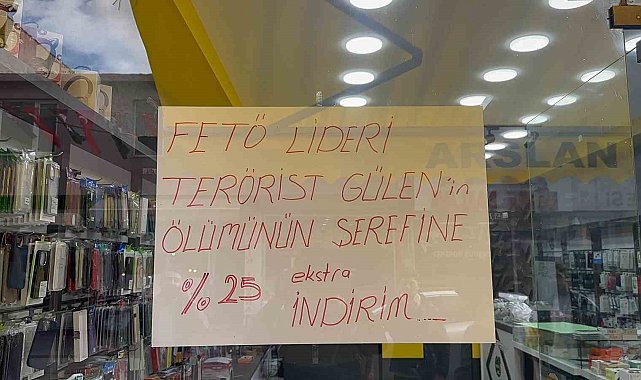 FETÖ LİDERİ
TERÖRİST GÜLEN'in
ÖLÜMÜNÜN ŞEREFİNE
% 25 ekstra
İNDİRİM....
ARSLAN